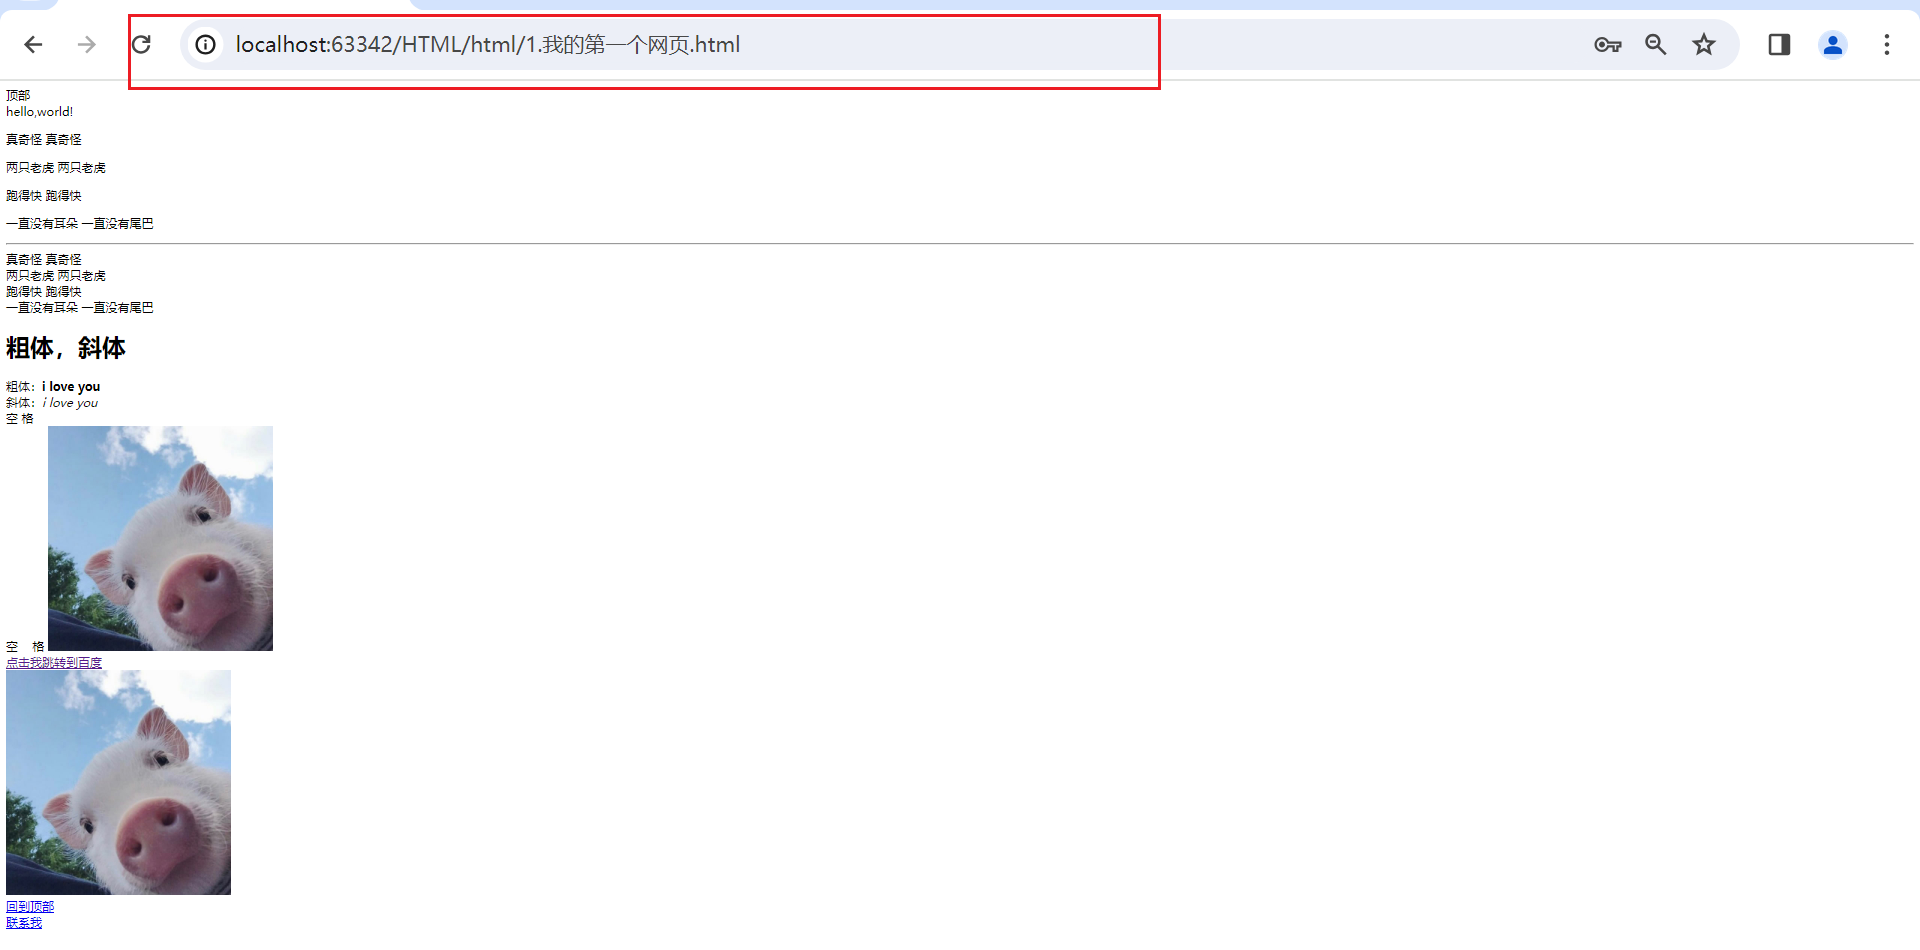 localhost:63342/HTML/html/1.我的第一个网页.html
顶部
hello,world!
真奇怪 真奇怪
两只老虎 两只老虎
跑得快 跑得快
一直没有耳朵 一直没有尾巴
真奇怪 真奇怪
两只老虎 两只老虎
跑得快 跑得快
一直没有耳朵 一直没有尾巴
粗体，斜体
粗体：i love you
斜体：i love you
空 格
空    格
点击我跳转到百度
回到顶部
联系我